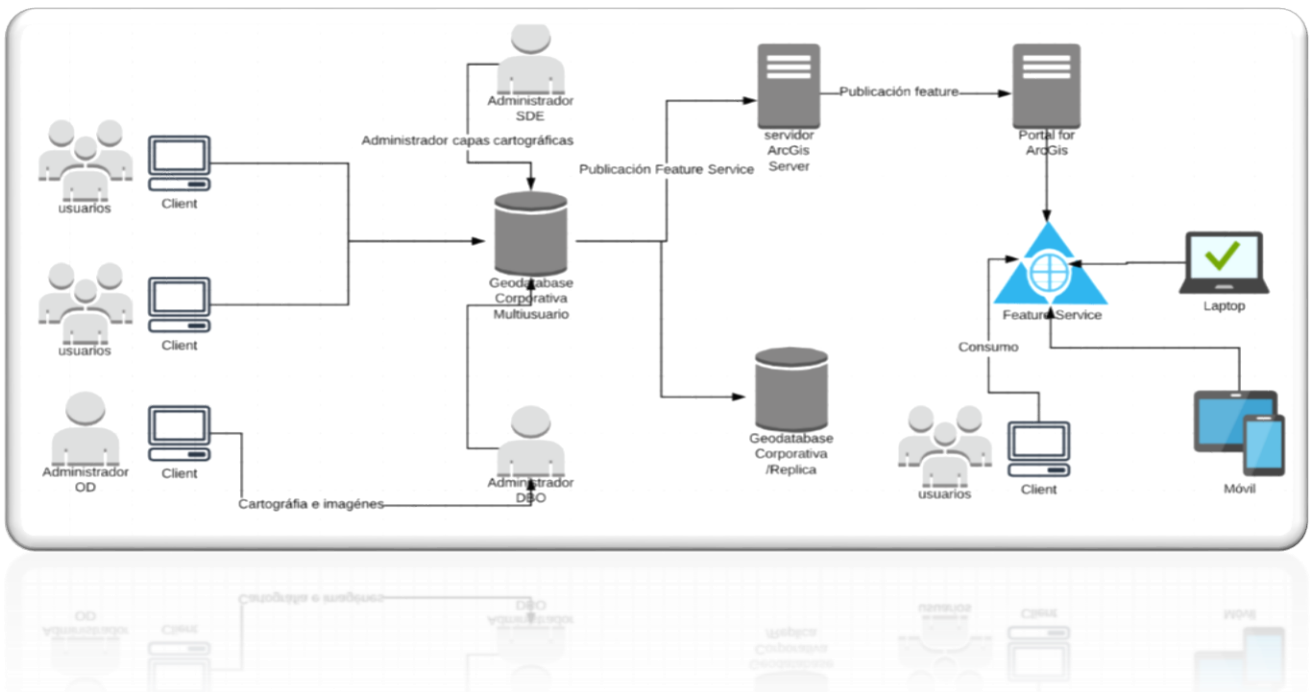 Administrador
SDE
Administrador capas cartográficas
usuarios
Client
Publicación Feature Service
servidor
ArcGis
Server
Publicación feature
Portal for
ArcGis
Geodatabase
Corporativa
Multiusuario
usuarios
Client
Feature Service
Laptop
Consumo
Administrador
OD
Client
Cartográfia e imagénes
Administrador
DBO
Geodatabase
Corporativa
/Replica
usuarios
Client
Móvil